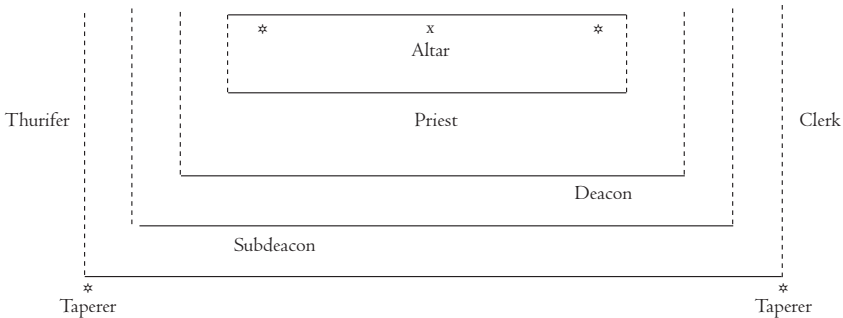 ✡ x ✡
Altar
Thurifer Priest Clerk
Deacon
Subdeacon
✡ ✡
Taperer Taperer